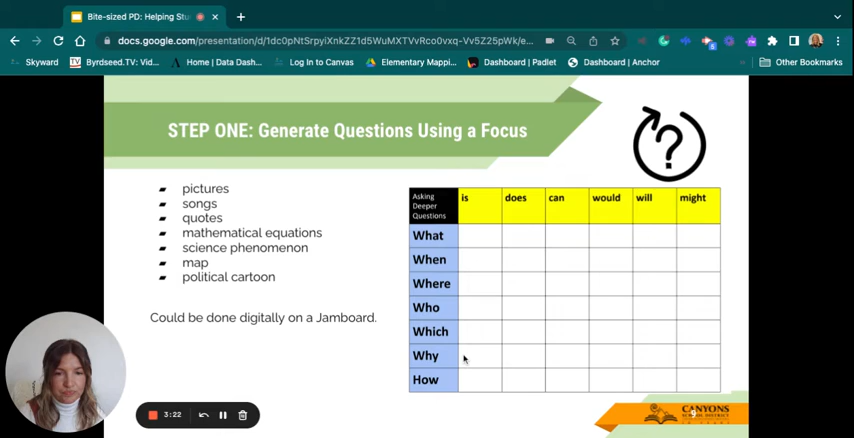 Bite-sized PD: Helping Stu
docs.google.com/presentation/d/1dc0pNtSrpyiXnkZZ1d5WuMXTVvRco0vxq-Vv5Z25pWk/e...
Skyward
Byrdseed.TV: Vid...
Home | Data Dash...
Log In to Canvas
Elementary Mappi...
Dashboard | Padlet
Dashboard | Anchor
»
Other Bookmarks
STEP ONE: Generate Questions Using a Focus
pictures
songs
quotes
mathematical equations
science phenomenon
map
political cartoon
Could be done digitally on a Jamboard.
Asking Deeper Questions is does can would will might
What
When
Where
Who
Which
Why
How
3:22
CANYONS
SCHOOL DISTRICT